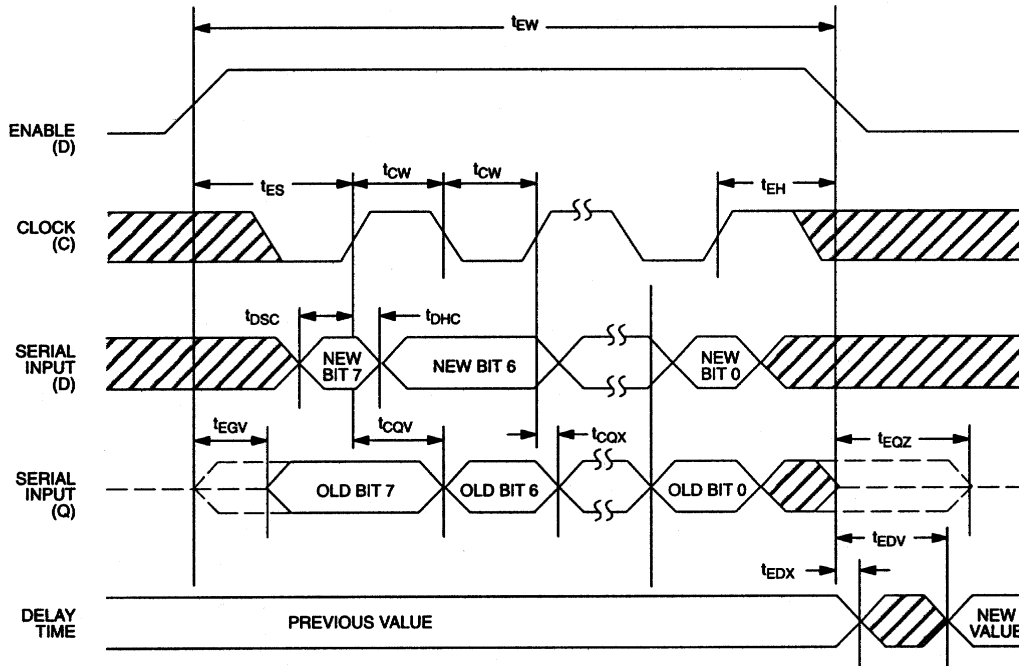 tEW
ENABLE
(D)
tES
tCW
tCW
tEH
CLOCK
(C)
tDSC
tDHC
SERIAL
INPUT
(D)
NEW
BIT 7
NEW BIT 6
NEW
BIT 0
tEGV
tCQV
tCQX
tEQZ
SERIAL
INPUT
(Q)
OLD BIT 7
OLD BIT 6
OLD BIT 0
tEDV
tEDX
DELAY
TIME
PREVIOUS VALUE
NEW
VALUE